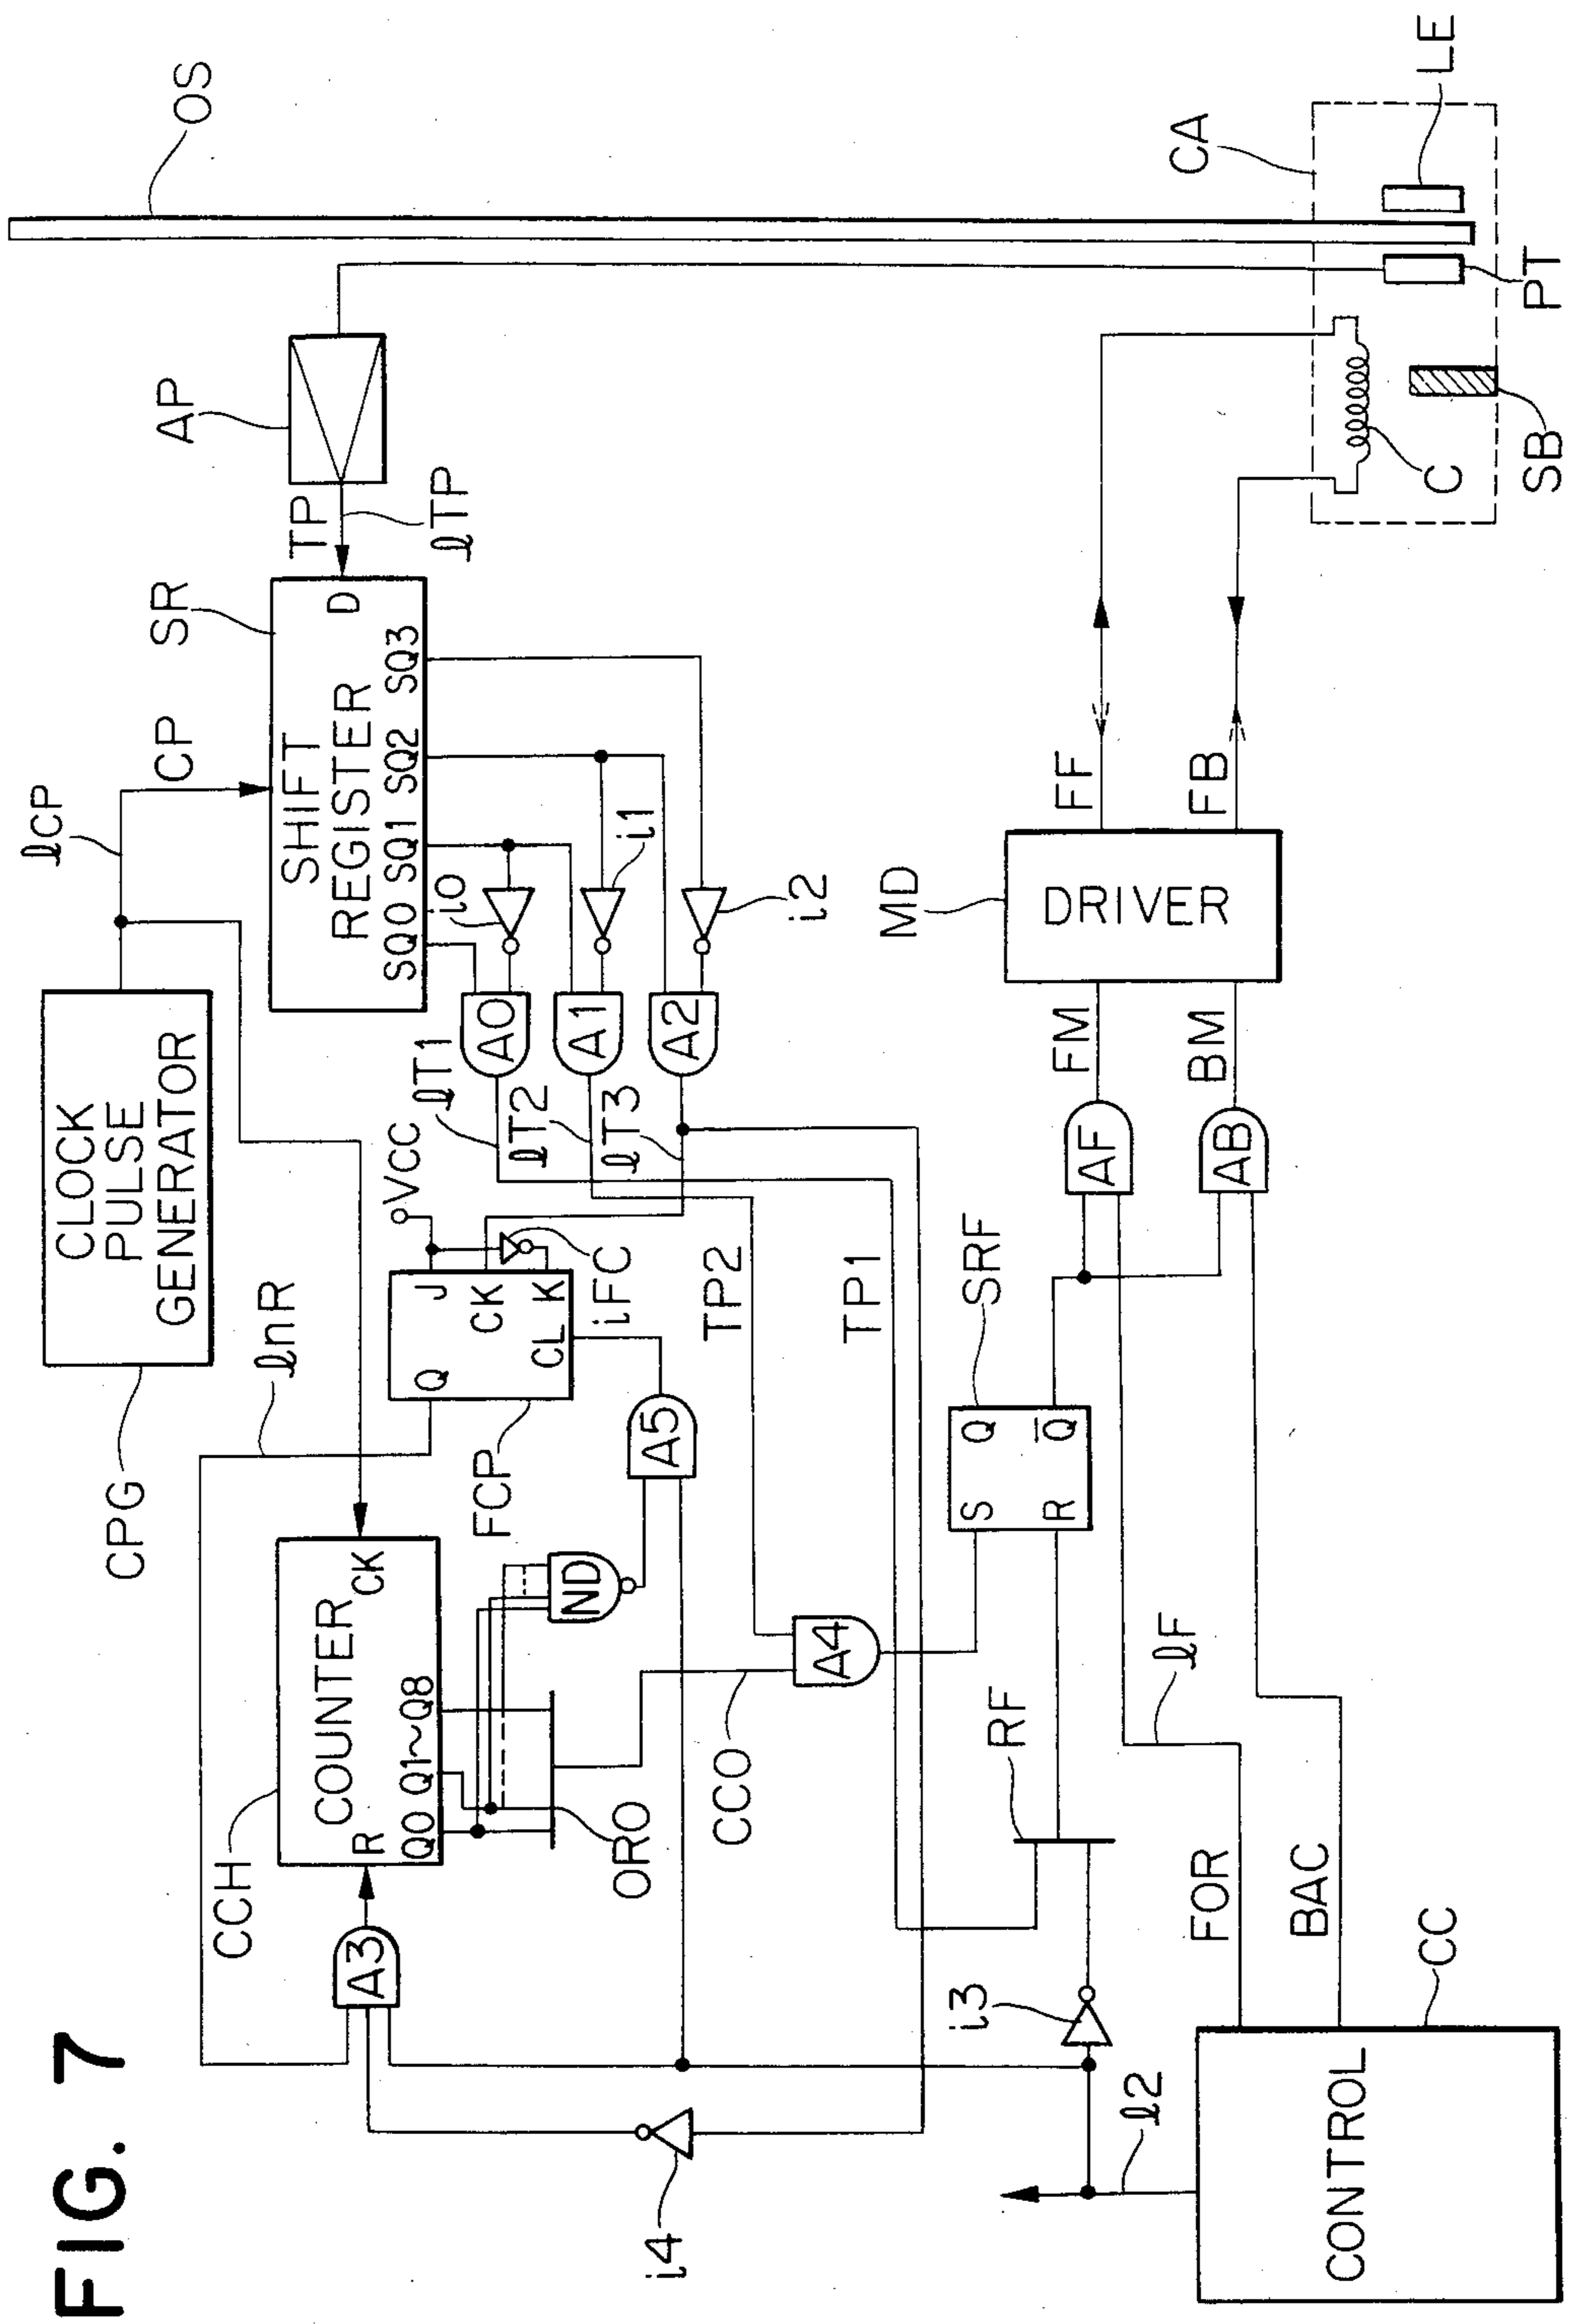 FIG. 7
CPG
CLOCK
PULSE
GENERATOR
ℓCP
CP
OS
CCH
COUNTER
R
CK
Q0 Q1~Q8
A3
ℓnR
FCP
Q
J
CK
K
CL
VCC
iFC
SR
SHIFT
REGISTER
D
SQ0 SQ1 SQ2 SQ3
TP
ℓTP
AP
i0
i1
i2
A0
A1
A2
ℓT1
ℓT2
ℓT3
ND
A5
OR0
CCO
A4
TP2
TP1
i4
i3
RF
SRF
S
Q
R
Q̅
AF
AB
FM
BM
MD
DRIVER
FF
FB
CA
LE
PT
C
SB
ℓF
FOR
BAC
ℓ2
CONTROL
CC